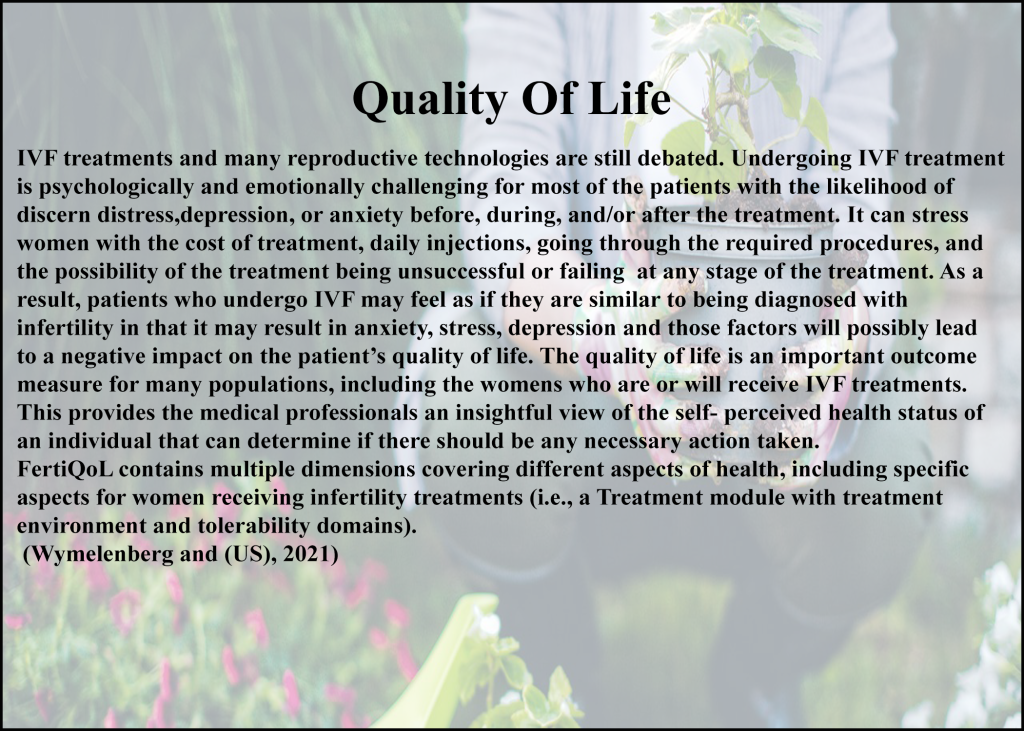 Quality Of Life
IVF treatments and many reproductive technologies are still debated. Undergoing IVF treatment
is psychologically and emotionally challenging for most of the patients with the likelihood of
discern distress,depression, or anxiety before, during, and/or after the treatment. It can stress
women with the cost of treatment, daily injections, going through the required procedures, and
the possibility of the treatment being unsuccessful or failing  at any stage of the treatment. As a
result, patients who undergo IVF may feel as if they are similar to being diagnosed with
infertility in that it may result in anxiety, stress, depression and those factors will possibly lead
to a negative impact on the patient’s quality of life. The quality of life is an important outcome
measure for many populations, including the womens who are or will receive IVF treatments.
This provides the medical professionals an insightful view of the self- perceived health status of
an individual that can determine if there should be any necessary action taken.
FertiQoL contains multiple dimensions covering different aspects of health, including specific
aspects for women receiving infertility treatments (i.e., a Treatment module with treatment
environment and tolerability domains).
(Wymelenberg and (US), 2021)